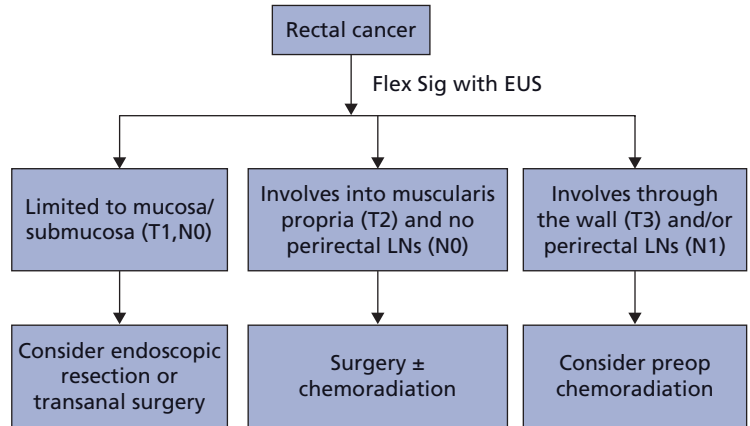 Rectal cancer
Flex Sig with EUS
Limited to mucosa/
submucosa (T1,N0)
Involves into muscularis
propria (T2) and no
perirectal LNs (N0)
Involves through
the wall (T3) and/or
perirectal LNs (N1)
Consider endoscopic
resection or
transanal surgery
Surgery ±
chemoradiation
Consider preop
chemoradiation